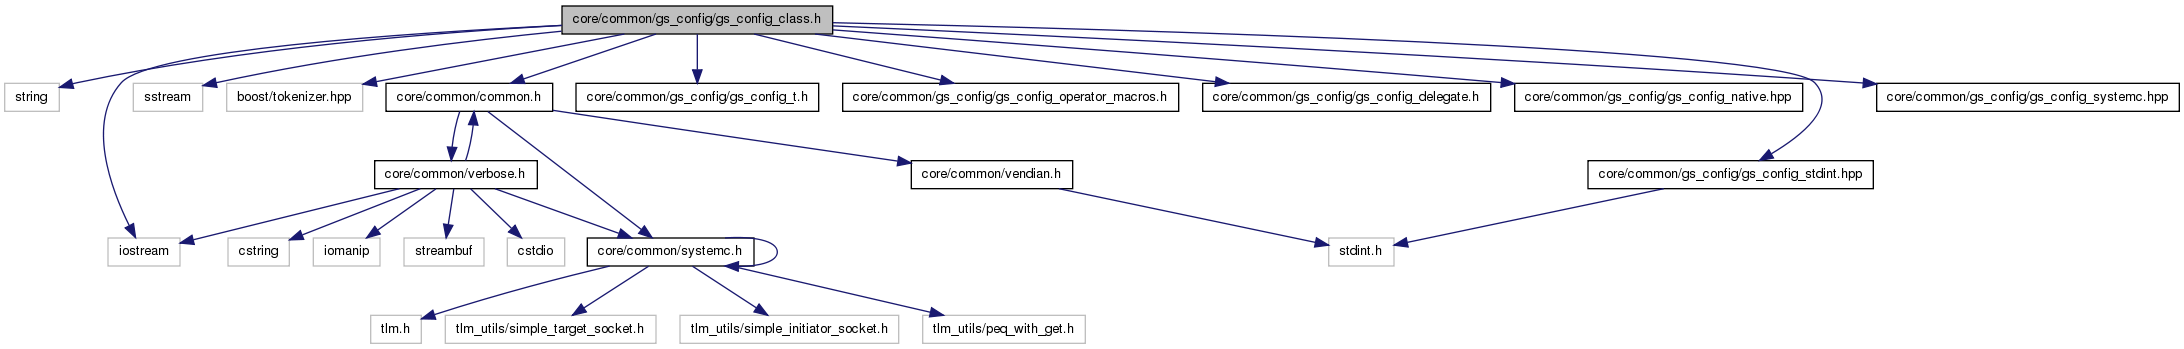 core/common/gs_config/gs_config_class.h
string
sstream
boost/tokenizer.hpp
core/common/common.h
core/common/gs_config/gs_config_t.h
core/common/gs_config/gs_config_operator_macros.h
core/common/gs_config/gs_config_delegate.h
core/common/gs_config/gs_config_native.hpp
core/common/gs_config/gs_config_systemc.hpp
core/common/verbose.h
core/common/vendian.h
core/common/gs_config/gs_config_stdint.hpp
iostream
cstring
iomanip
streambuf
cstdio
core/common/systemc.h
stdint.h
tlm.h
tlm_utils/simple_target_socket.h
tlm_utils/simple_initiator_socket.h
tlm_utils/peq_with_get.h